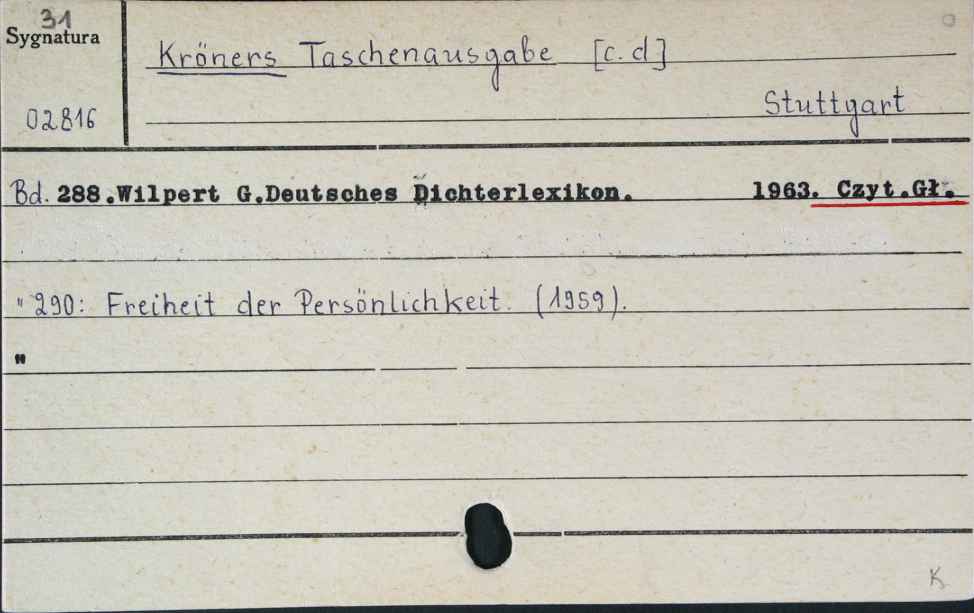 31
Sygnatura
Kröners Taschenausgabe [c.d]
02816
Stuttgart
Bd. 288.Wilpert G.Deutsches Dichterlexikon. 1963. Czyt.Gł.
" 290: Freiheit der Persönlichkeit. (1959).
"
K